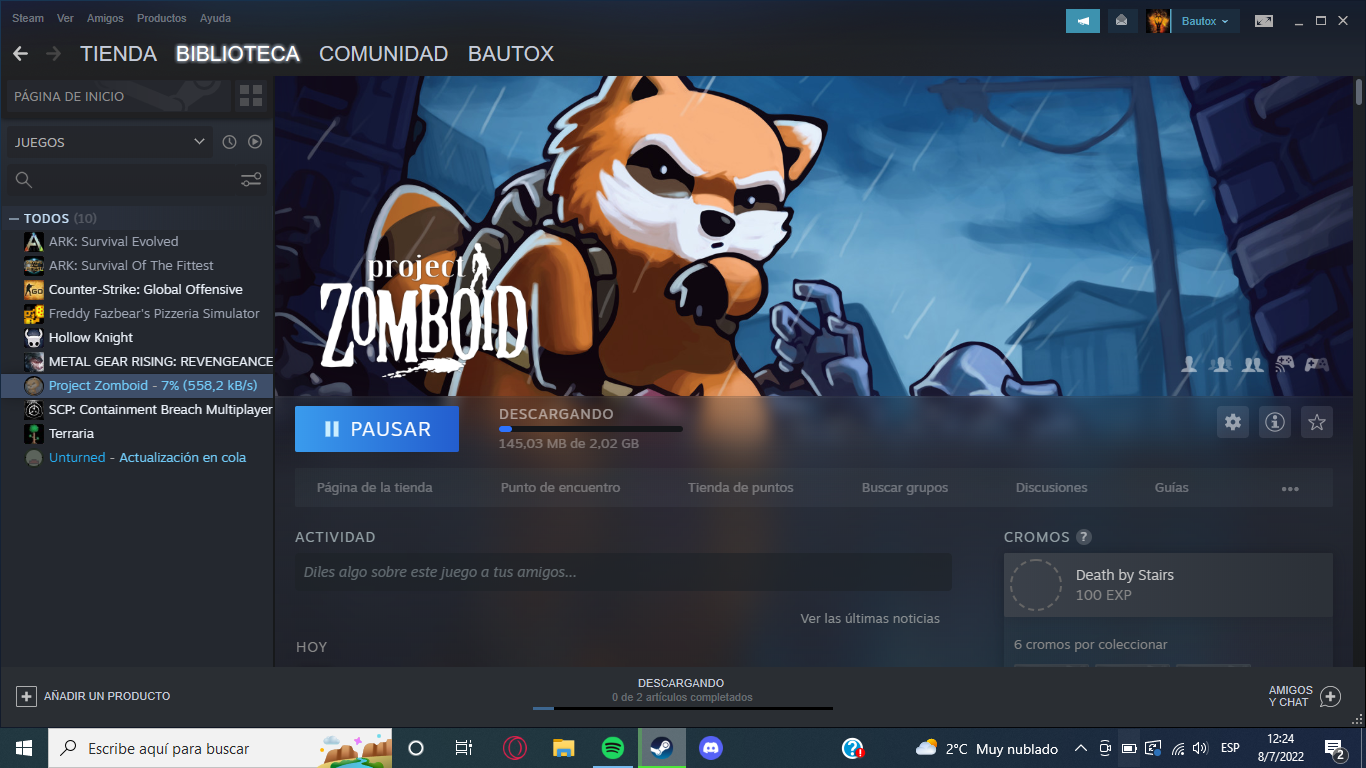 Steam Ver Amigos Productos Ayuda
Bautox
TIENDA BIBLIOTECA COMUNIDAD BAUTOX
PÁGINA DE INICIO
JUEGOS
TODOS (10)
ARK: Survival Evolved
ARK: Survival Of The Fittest
Counter-Strike: Global Offensive
Freddy Fazbear's Pizzeria Simulator
Hollow Knight
METAL GEAR RISING: REVENGEANCE
Project Zomboid - 7% (558,2 kB/s)
SCP: Containment Breach Multiplayer
Terraria
Unturned - Actualización en cola
project
ZOMBOID
PAUSAR
DESCARGANDO
145,03 MB de 2,02 GB
Página de la tienda Punto de encuentro Tienda de puntos Buscar grupos Discusiones Guías
ACTIVIDAD
Diles algo sobre este juego a tus amigos...
Ver las últimas noticias
HOY
CROMOS ?
Death by Stairs
100 EXP
6 cromos por coleccionar
AÑADIR UN PRODUCTO
DESCARGANDO
0 de 2 artículos completados
AMIGOS
Y CHAT
Escribe aquí para buscar
2°C Muy nublado
ESP
12:24
8/7/2022
2